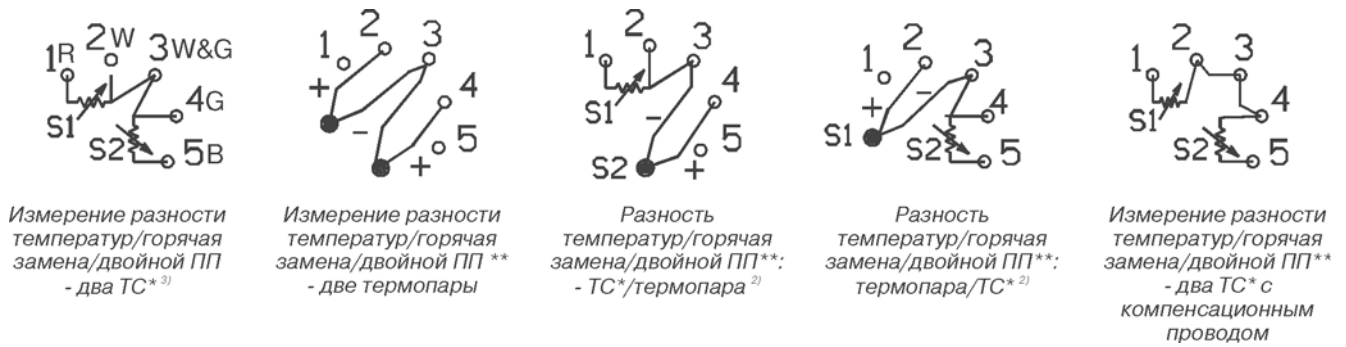 1R 2W 3W&G
4G
S1
S2 5B
Измерение разности
температур/горячая
замена/двойной ПП
- два ТС* 3)
1 2 3
4
5
+ - +
Измерение разности
температур/горячая
замена/двойной ПП **
- две термопары
1 2 3
4
S1 -
5
S2 +
Разность
температур/горячая
замена/двойной ПП**:
- ТС*/термопара 2)
1 2 3
+ - 4
S1
S2 5
Разность
температур/горячая
замена/двойной ПП**:
термопара/ТС* 2)
1 2 3
4
S1
S2 5
Измерение разности
температур/горячая
замена/двойной ПП**
- два ТС* с
компенсационным
проводом